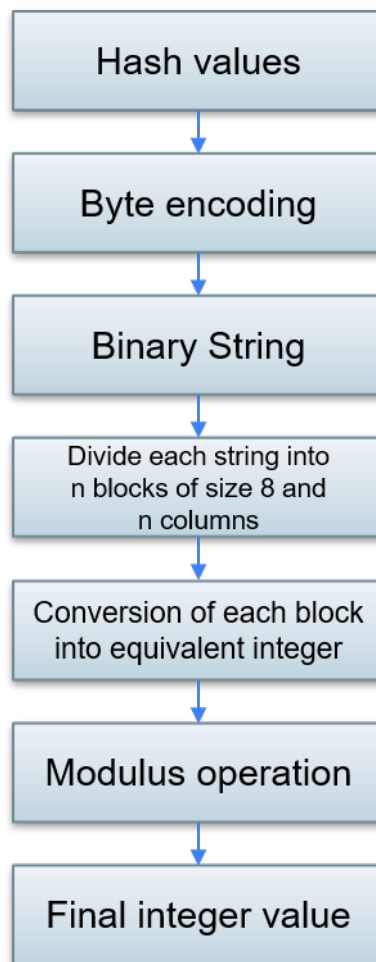 Hash values
Byte encoding
Binary String
Divide each string into
n blocks of size 8 and
n columns
Conversion of each block
into equivalent integer
Modulus operation
Final integer value